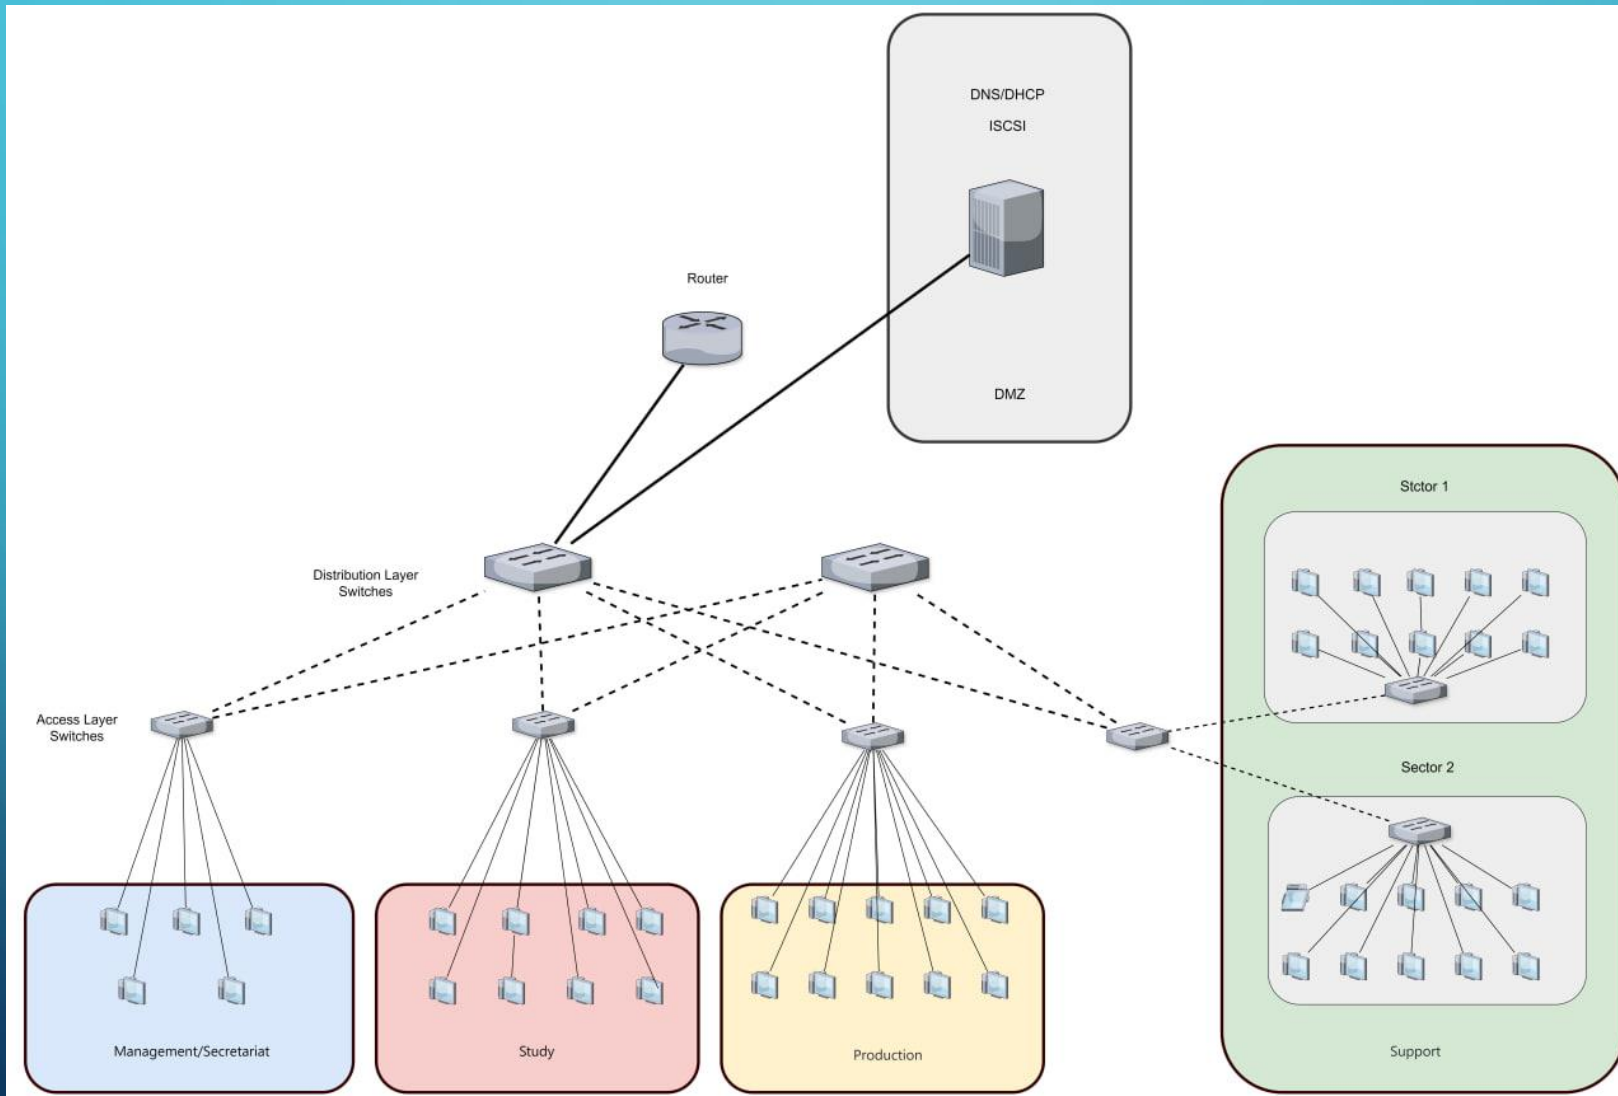 DNS/DHCP
ISCSI
Router
DMZ
Stctor 1
Distribution Layer
Switches
Access Layer
Switches
Sector 2
Management/Secretariat
Study
Production
Support